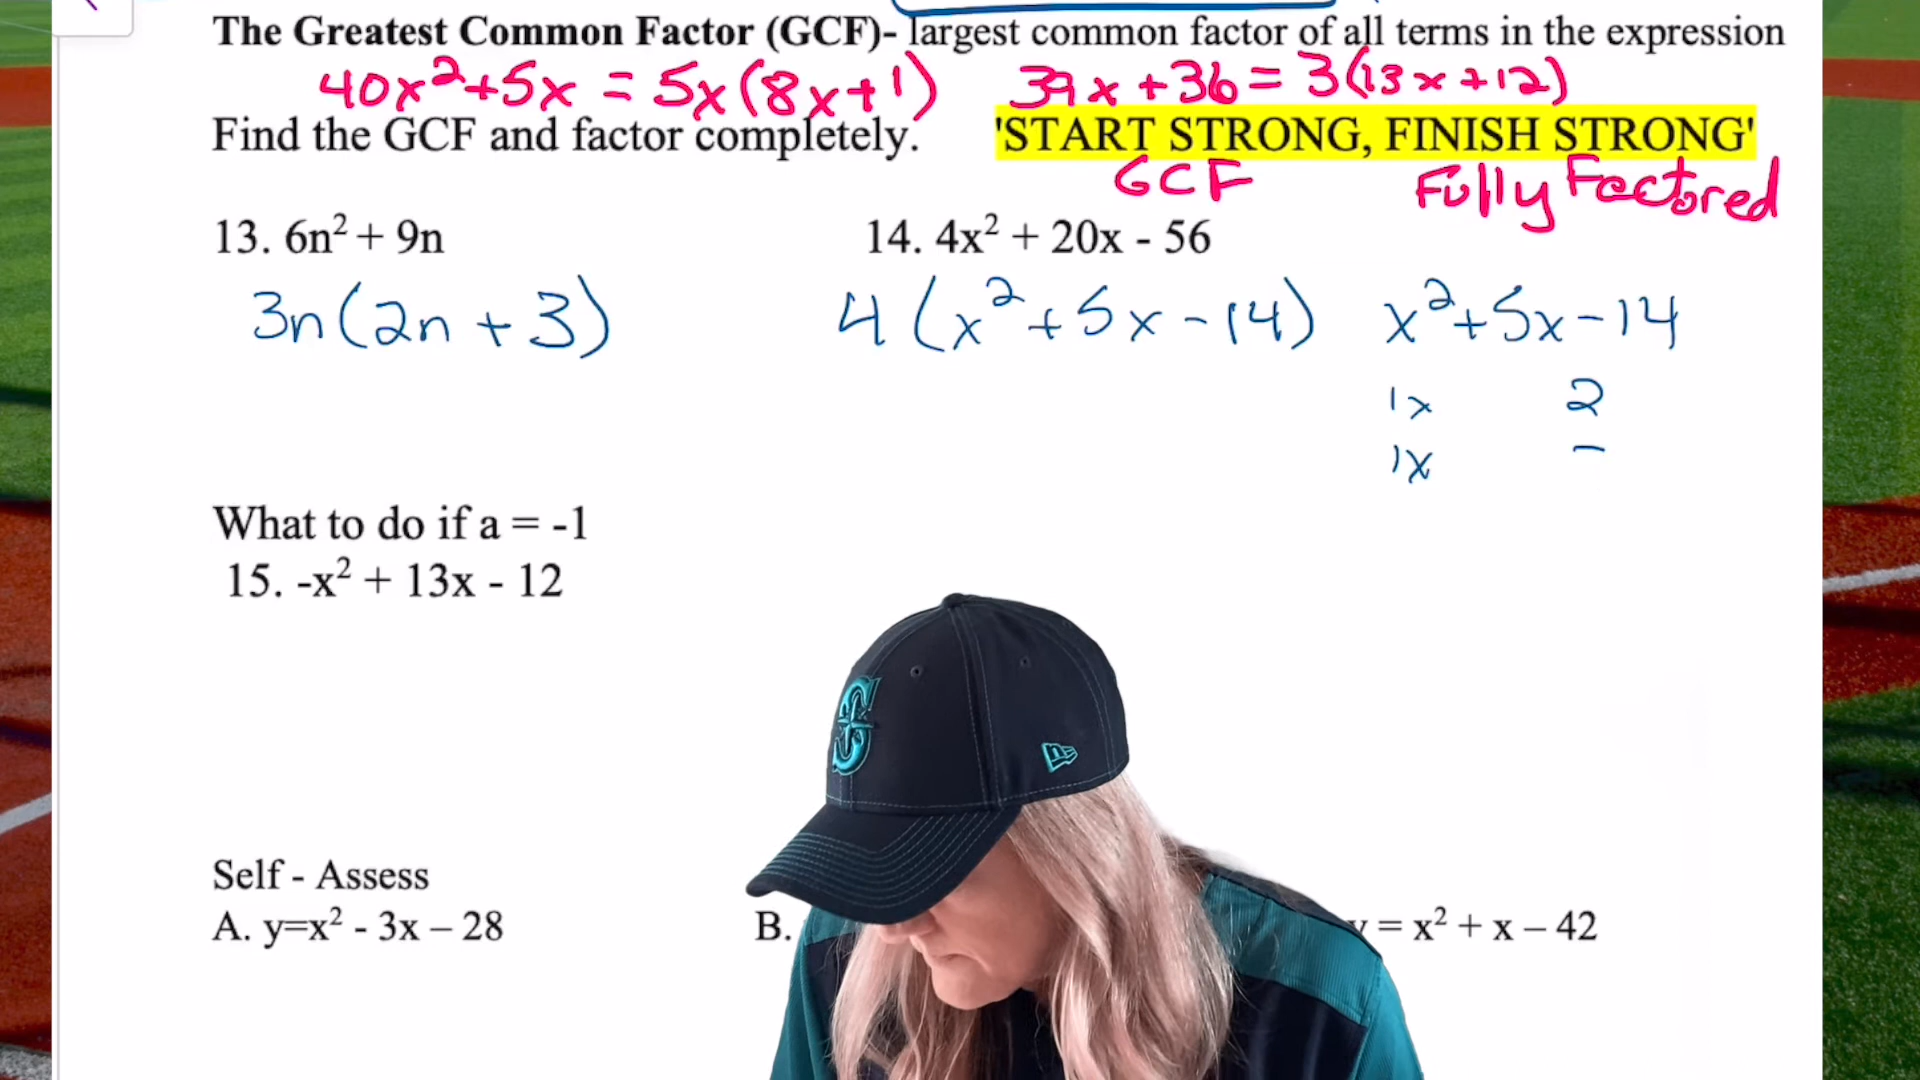 The Greatest Common Factor (GCF)- largest common factor of all terms in the expression
40x²+5x = 5x(8x+1) 39x+36=3(13x+12)
Find the GCF and factor completely. 'START STRONG, FINISH STRONG'
GCF Fully Factored
13. 6n² + 9n 14. 4x² + 20x - 56
3n(2n+3) 4(x²+5x-14) x²+5x-14
1x 2
1x
What to do if a = -1
15. -x² + 13x - 12
Self - Assess
A. y=x² - 3x – 28 B. = x² + x – 42